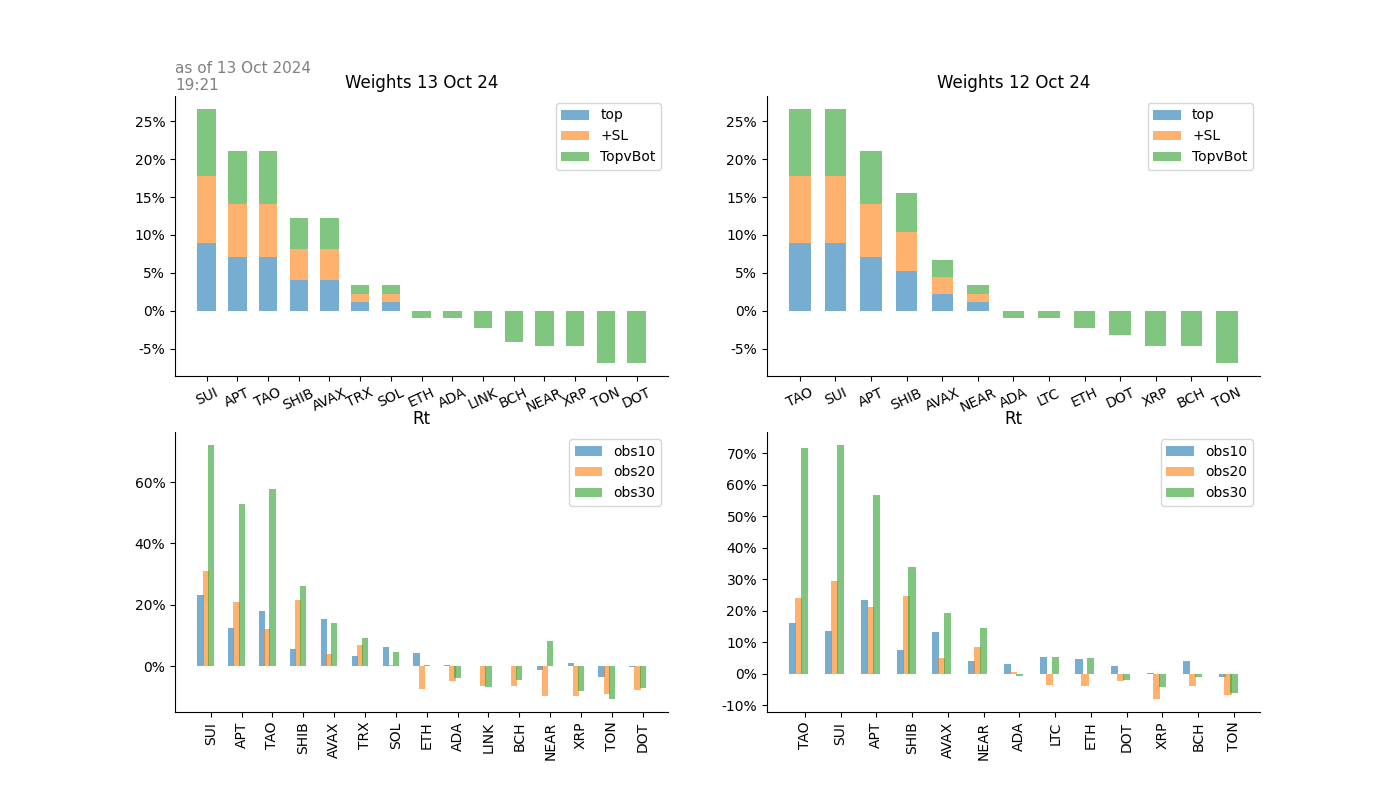 as of 13 Oct 2024
19:21
Weights 13 Oct 24
25%
20%
15%
10%
5%
0%
-5%
top
+SL
TopvBot
SUI APT TAO SHIB AVAX TRX SOL ETH ADA LINK BCH NEAR XRP TON DOT
Weights 12 Oct 24
25%
20%
15%
10%
5%
0%
-5%
top
+SL
TopvBot
TAO SUI APT SHIB AVAX NEAR ADA LTC ETH DOT XRP BCH TON
Rt
60%
40%
20%
0%
obs10
obs20
obs30
SUI APT TAO SHIB AVAX TRX SOL ETH ADA LINK BCH NEAR XRP TON DOT
Rt
70%
60%
50%
40%
30%
20%
10%
0%
-10%
obs10
obs20
obs30
TAO SUI APT SHIB AVAX NEAR ADA LTC ETH DOT XRP BCH TON